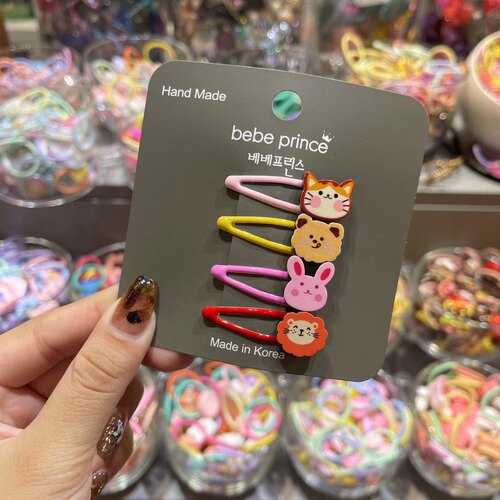 Hand Made
bebe prince
베베프린스
Made in Korea